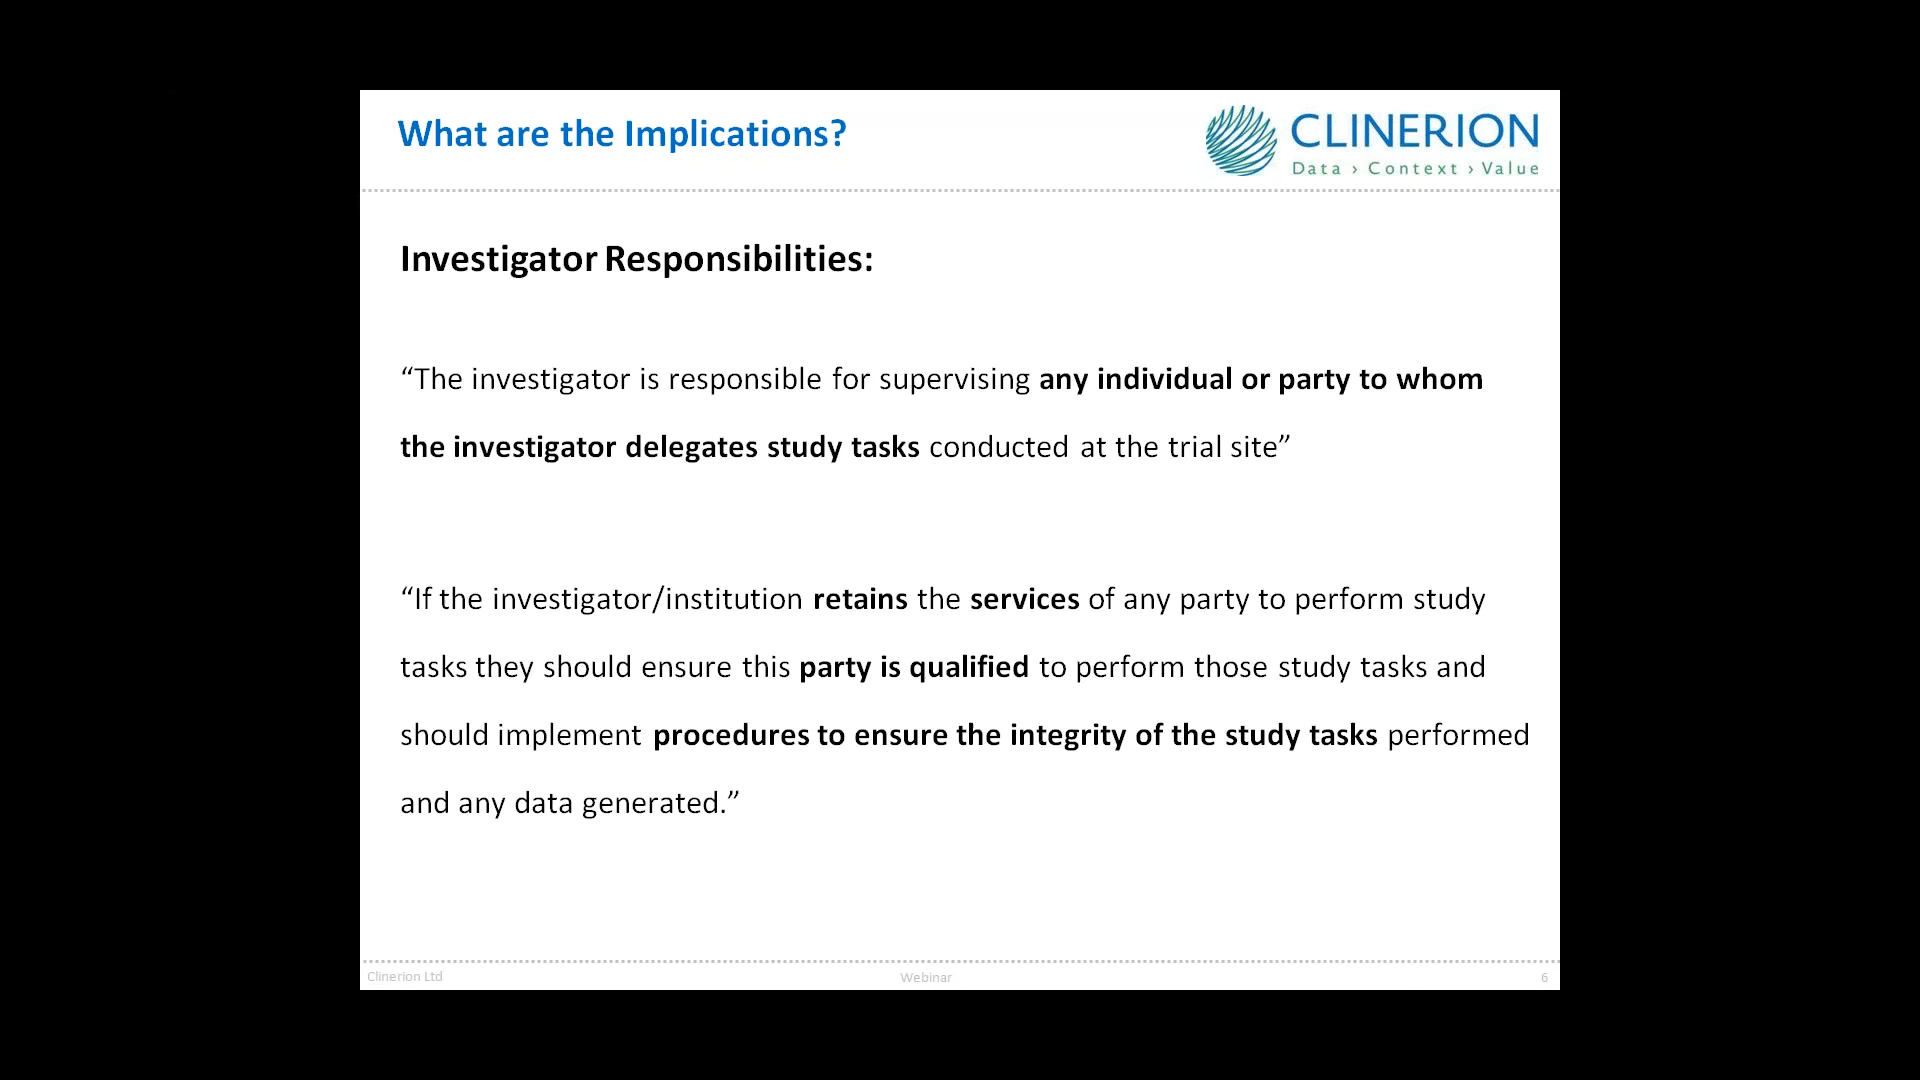 What are the Implications?
CLINERION
Data › Context › Value
Investigator Responsibilities:
“The investigator is responsible for supervising any individual or party to whom
the investigator delegates study tasks conducted at the trial site”
“If the investigator/institution retains the services of any party to perform study
tasks they should ensure this party is qualified to perform those study tasks and
should implement procedures to ensure the integrity of the study tasks performed
and any data generated.”
Clinerion Ltd
Webinar
6